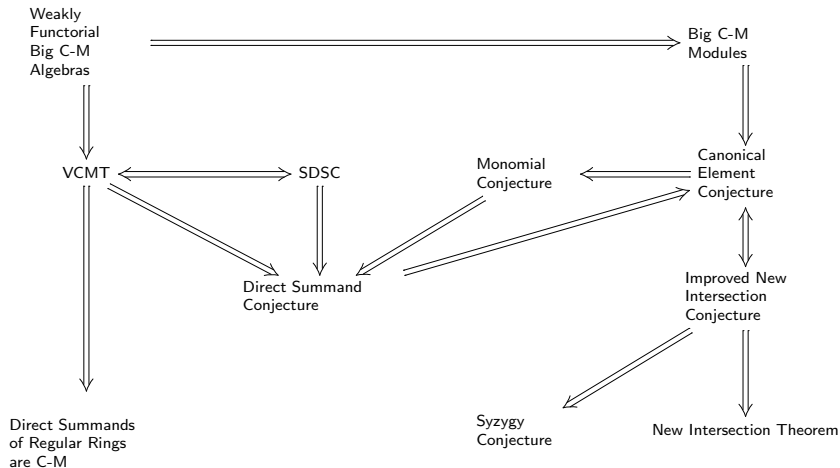 Weakly
Functorial
Big C-M
Algebras
Big C-M
Modules
VCMT
SDSC
Monomial
Conjecture
Canonical
Element
Conjecture
Direct Summand
Conjecture
Improved New
Intersection
Conjecture
Direct Summands
of Regular Rings
are C-M
Syzygy
Conjecture
New Intersection Theorem